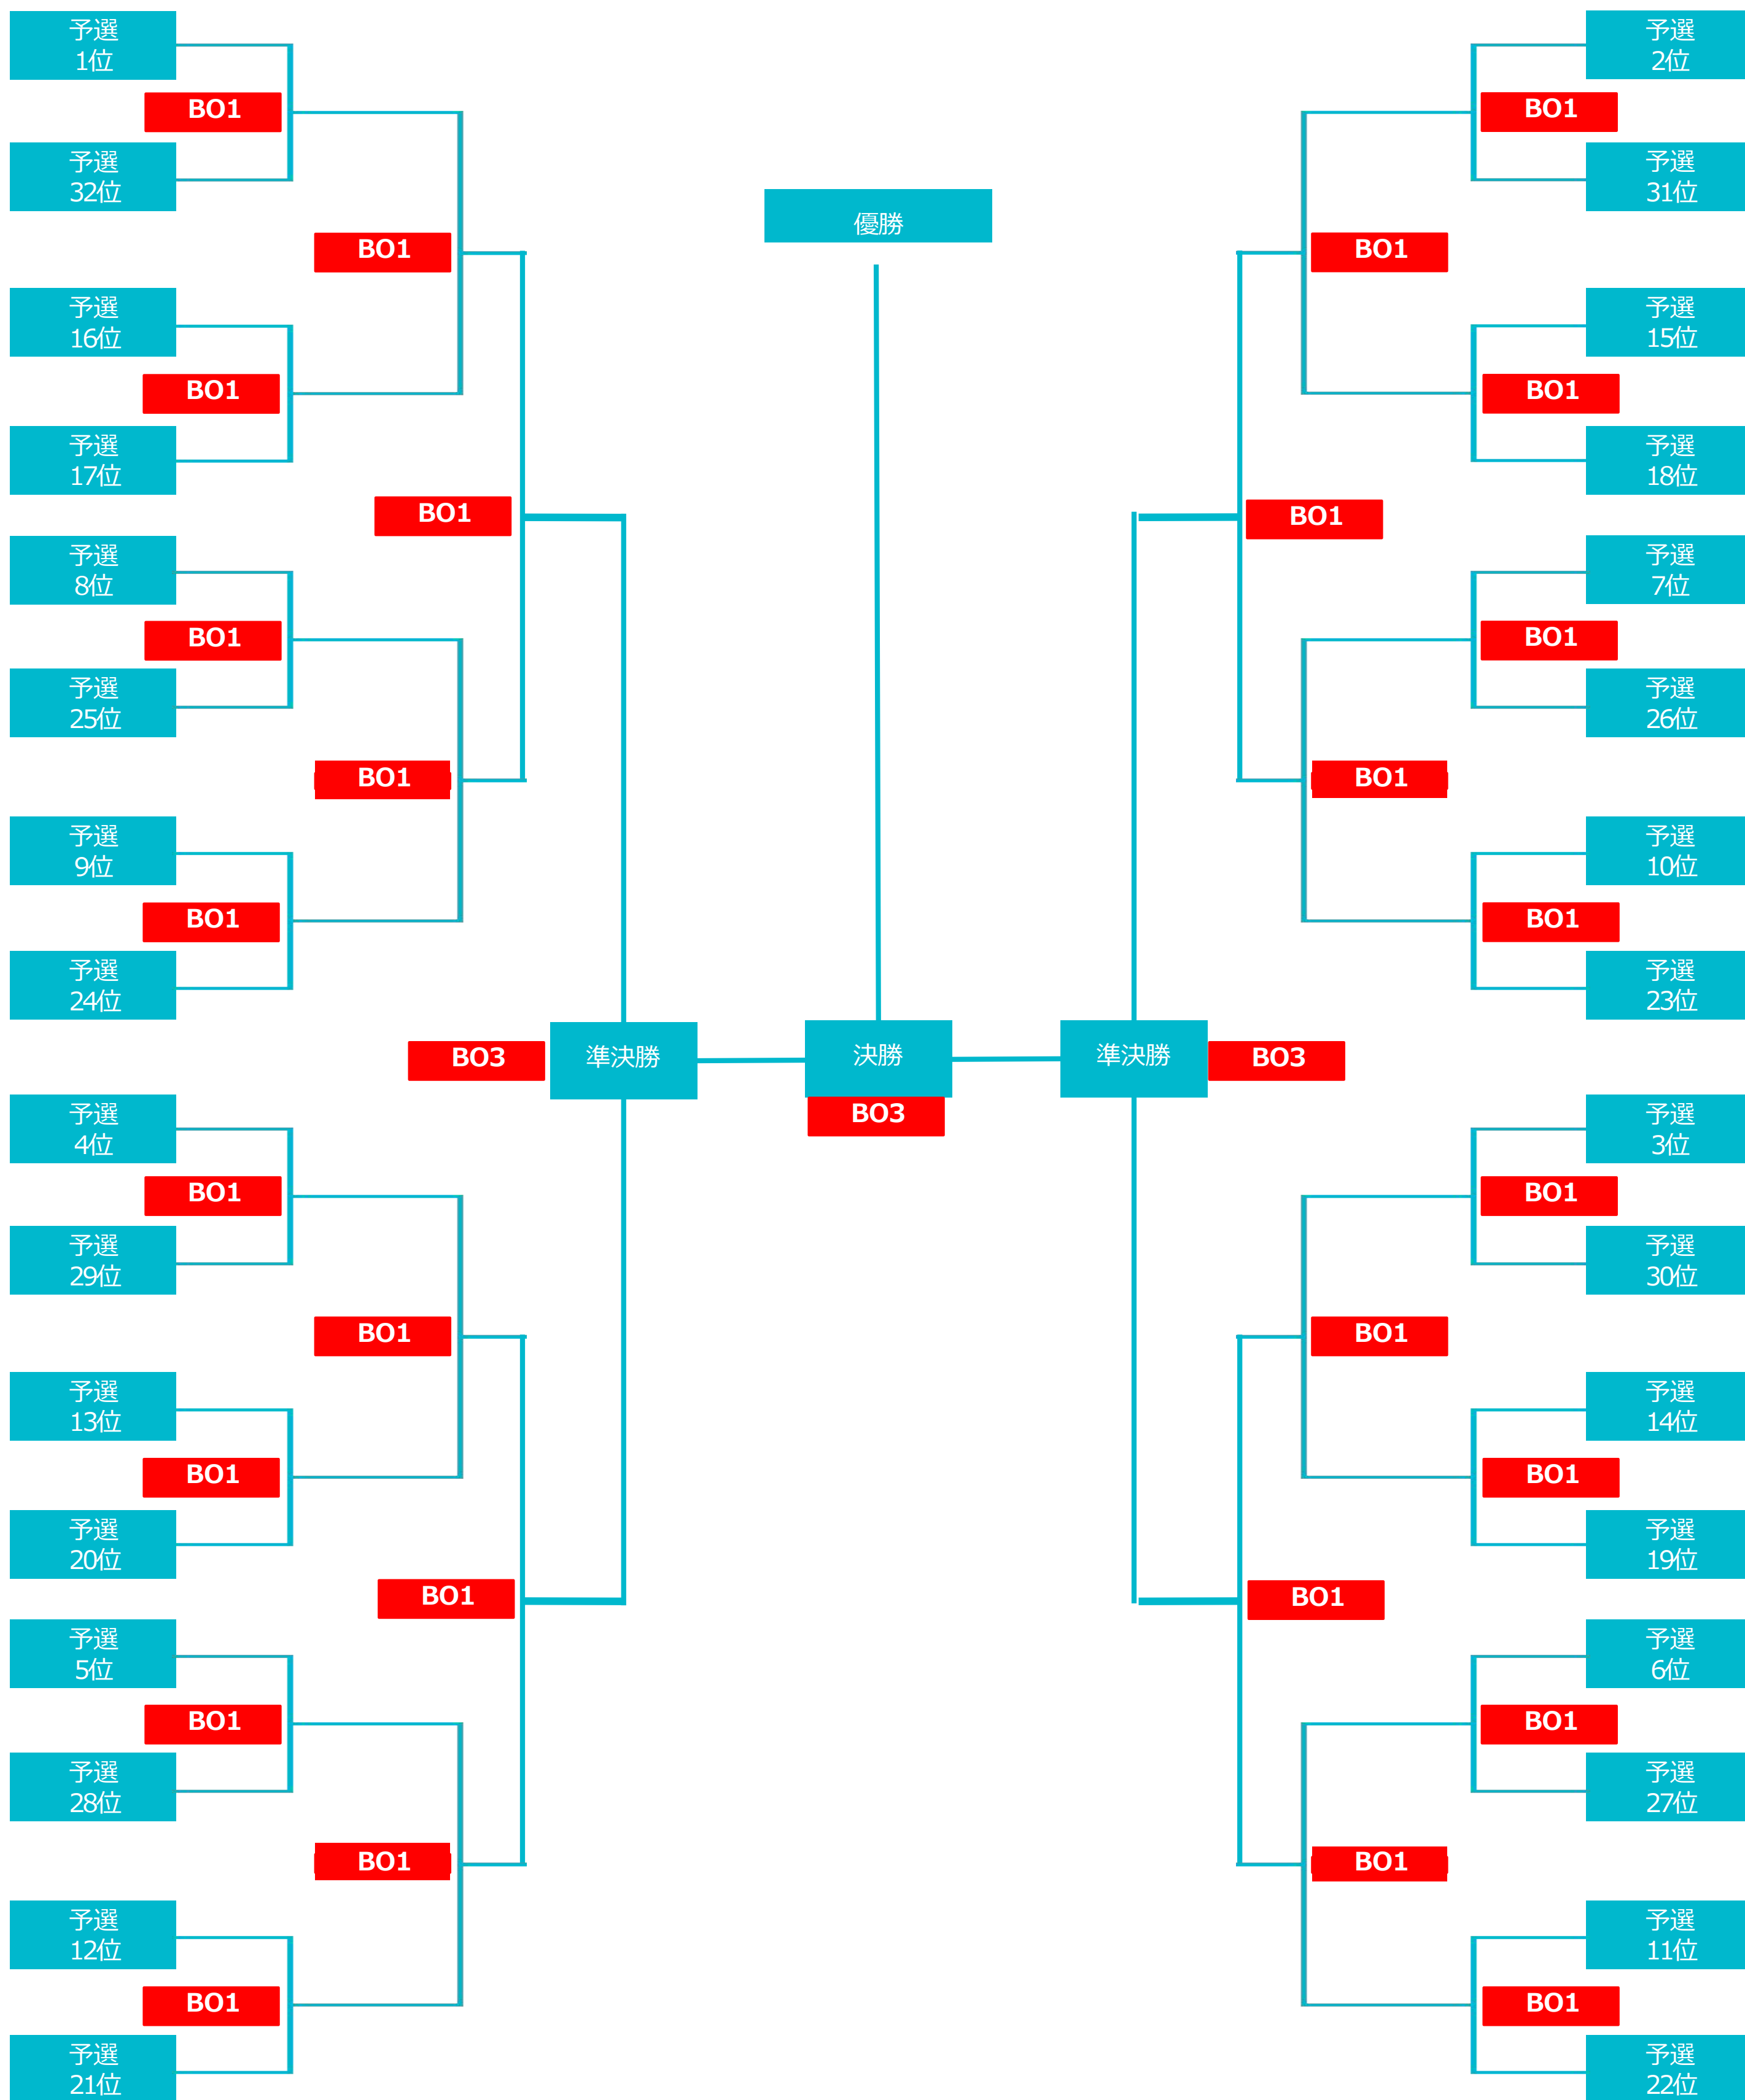 予選
1位
BO1
予選
32位
BO1
予選
16位
BO1
予選
17位
BO1
予選
8位
BO1
予選
25位
BO1
予選
9位
BO1
予選
24位
BO3
準決勝
予選
4位
BO1
予選
29位
BO1
予選
13位
BO1
予選
20位
BO1
予選
5位
BO1
予選
28位
BO1
予選
12位
BO1
予選
21位
優勝
決勝
BO3
予選
2位
BO1
予選
31位
BO1
予選
15位
BO1
予選
18位
BO1
予選
7位
BO1
予選
26位
BO1
予選
10位
BO1
予選
23位
準決勝
BO3
予選
3位
BO1
予選
30位
BO1
予選
14位
BO1
予選
19位
BO1
予選
6位
BO1
予選
27位
BO1
予選
11位
BO1
予選
22位